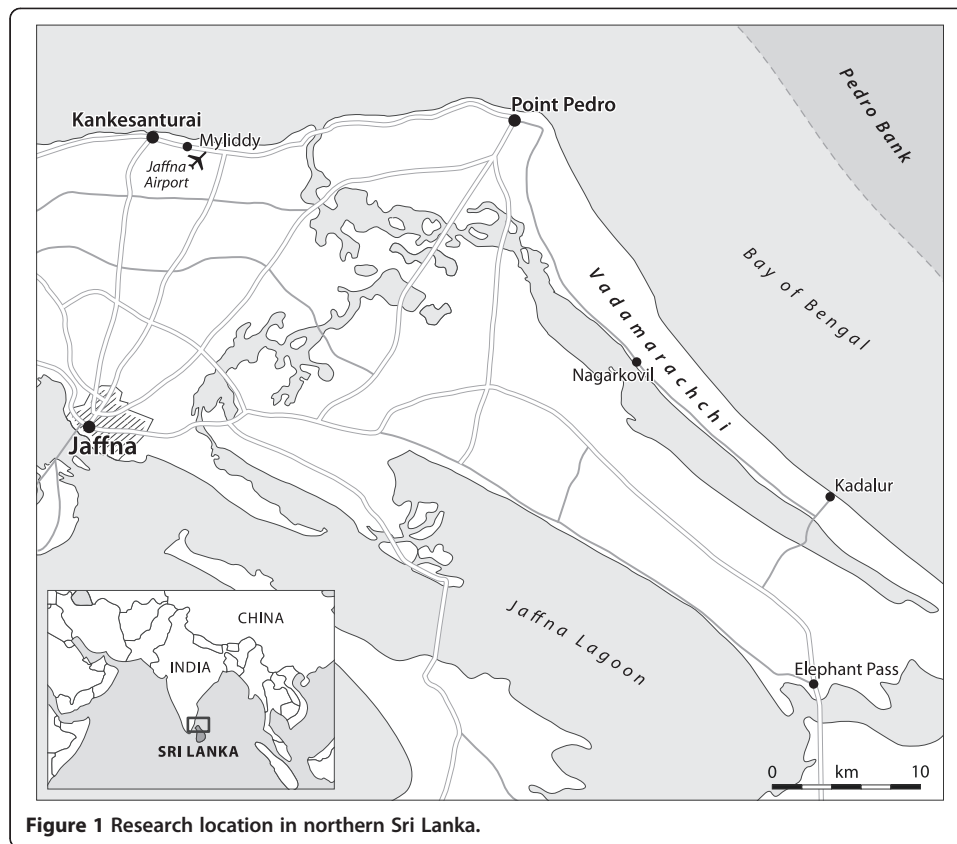 Pedro Bank
Point Pedro
Kankesanturai
Myliddy
Jaffna
Airport
Bay of Bengal
Vadamarachchi
Nagarkovil
Jaffna
Kadalur
Jaffna Lagoon
Elephant Pass
CHINA
INDIA
SRI LANKA
0 km 10
Figure 1 Research location in northern Sri Lanka.